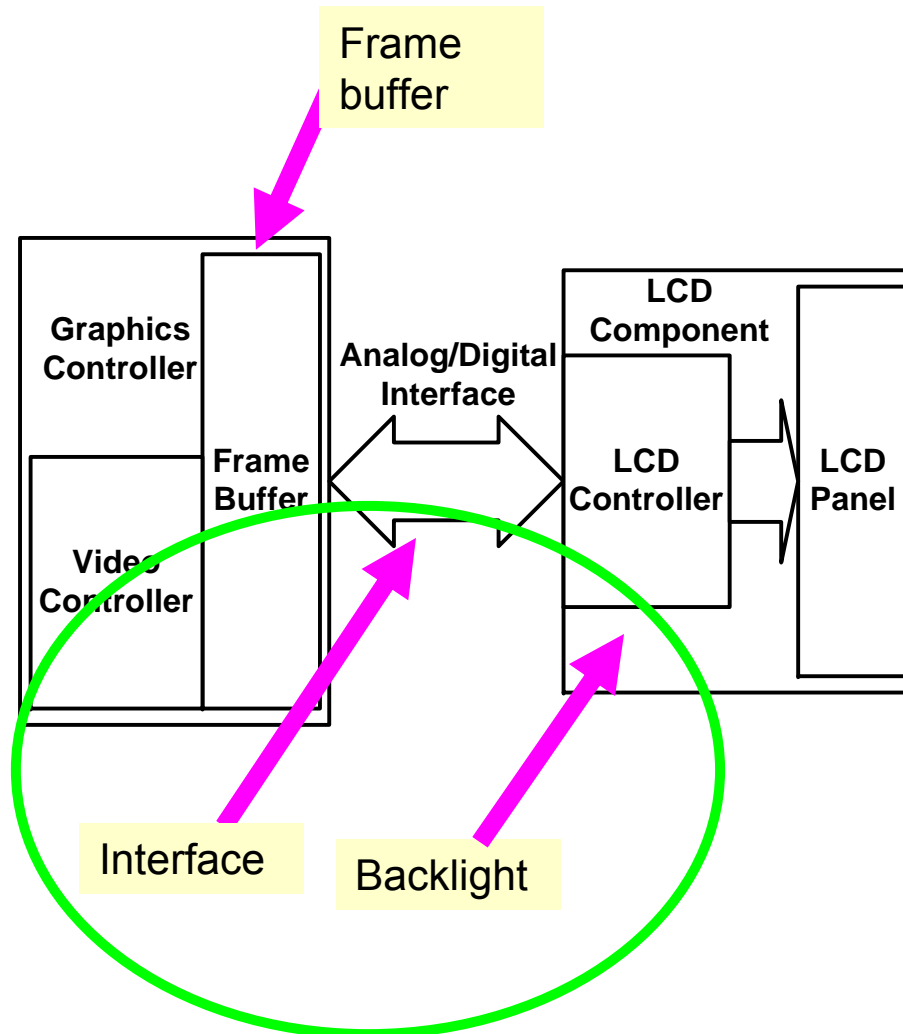 Frame
buffer
Graphics
Controller
Frame
Buffer
Video
Controller
Analog/Digital
Interface
LCD
Component
LCD
Controller
LCD
Panel
Interface
Backlight